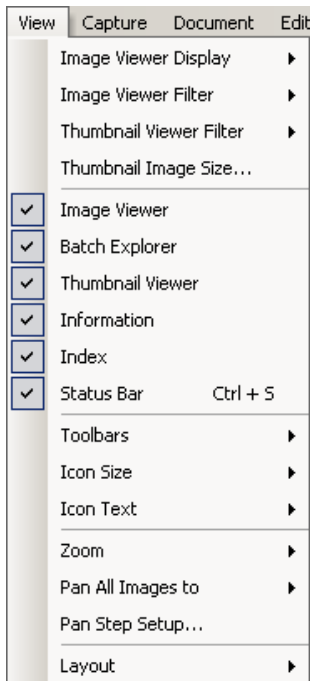 View Capture Document Edit
Image Viewer Display
Image Viewer Filter
Thumbnail Viewer Filter
Thumbnail Image Size...
Image Viewer
Batch Explorer
Thumbnail Viewer
Information
Index
Status Bar Ctrl + S
Toolbars
Icon Size
Icon Text
Zoom
Pan All Images to
Pan Step Setup...
Layout